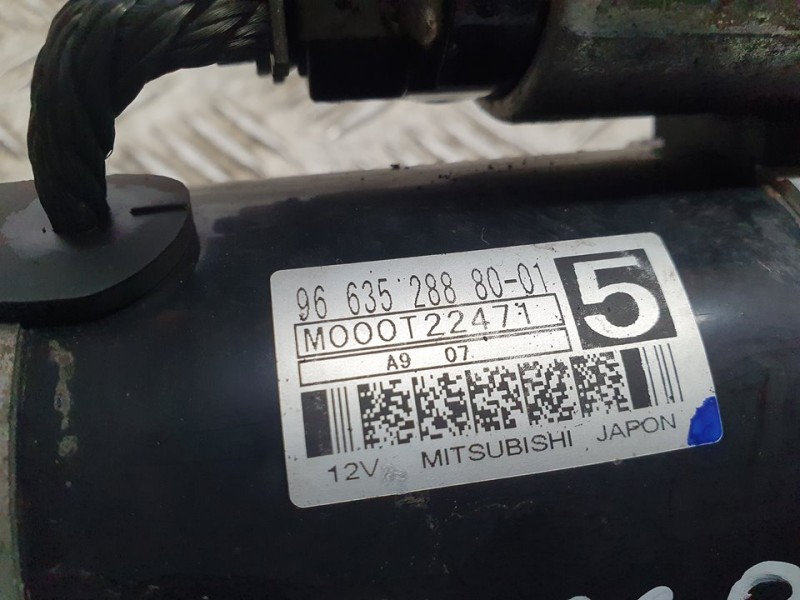 96 635 288 80-01
5
M000T22471
A9 07
12V MITSUBISHI JAPON